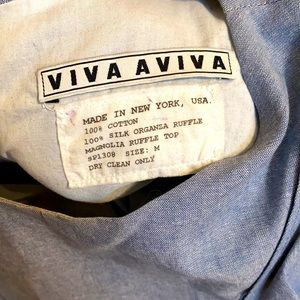 VIVA AVIVA
MADE IN NEW YORK, USA.
100% COTTON
100% SILK ORGANZA RUFFLE
MAGNOLIA RUFFLE TOP
SP1308 SIZE: M
DRY CLEAN ONLY